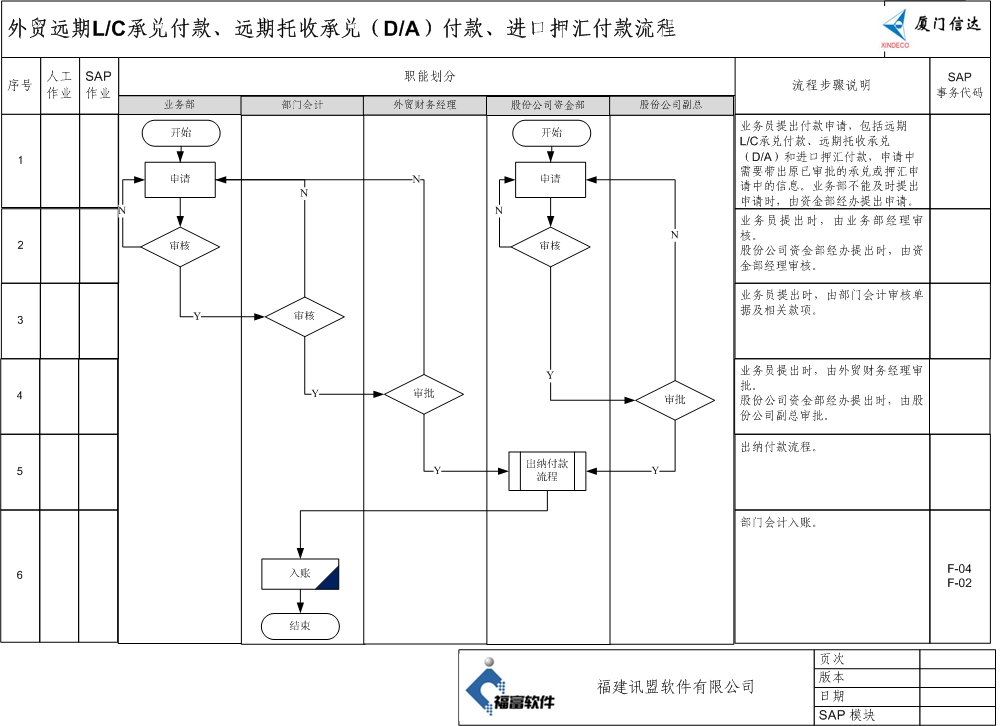 外贸远期L/C承兑付款、远期托收承兑（D/A）付款、进口押汇付款流程
XINDECO
厦门信达
序号
人工
作业
SAP
作业
职能划分
流程步骤说明
SAP
事务代码
业务部
部门会计
外贸财务经理
股份公司资金部
股份公司副总
1
开始
开始
申请
申请
N
N
N
N
N
业务员提出付款申请，包括远期
L/C承兑付款、远期托收承兑
（D/A）和进口押汇付款，申请中
需要带出原已审批的承兑或押汇申
请中的信息。业务部不能及时提出
申请时，由资金部经办提出申请。
2
审核
审核
业务员提出时，由业务部经理审
核。
股份公司资金部经办提出时，由资
金部经理审核。
3
Y
审核
业务员提出时，由部门会计审核单
据及相关款项。
4
Y
审批
Y
审批
业务员提出时，由外贸财务经理审
批。
股份公司资金部经办提出时，由股
份公司副总审批。
5
Y
出纳付款
流程
Y
出纳付款流程。
6
入账
结束
部门会计入账。
F-04
F-02
福富软件
福建讯盟软件有限公司
页次
版本
日期
SAP 模块